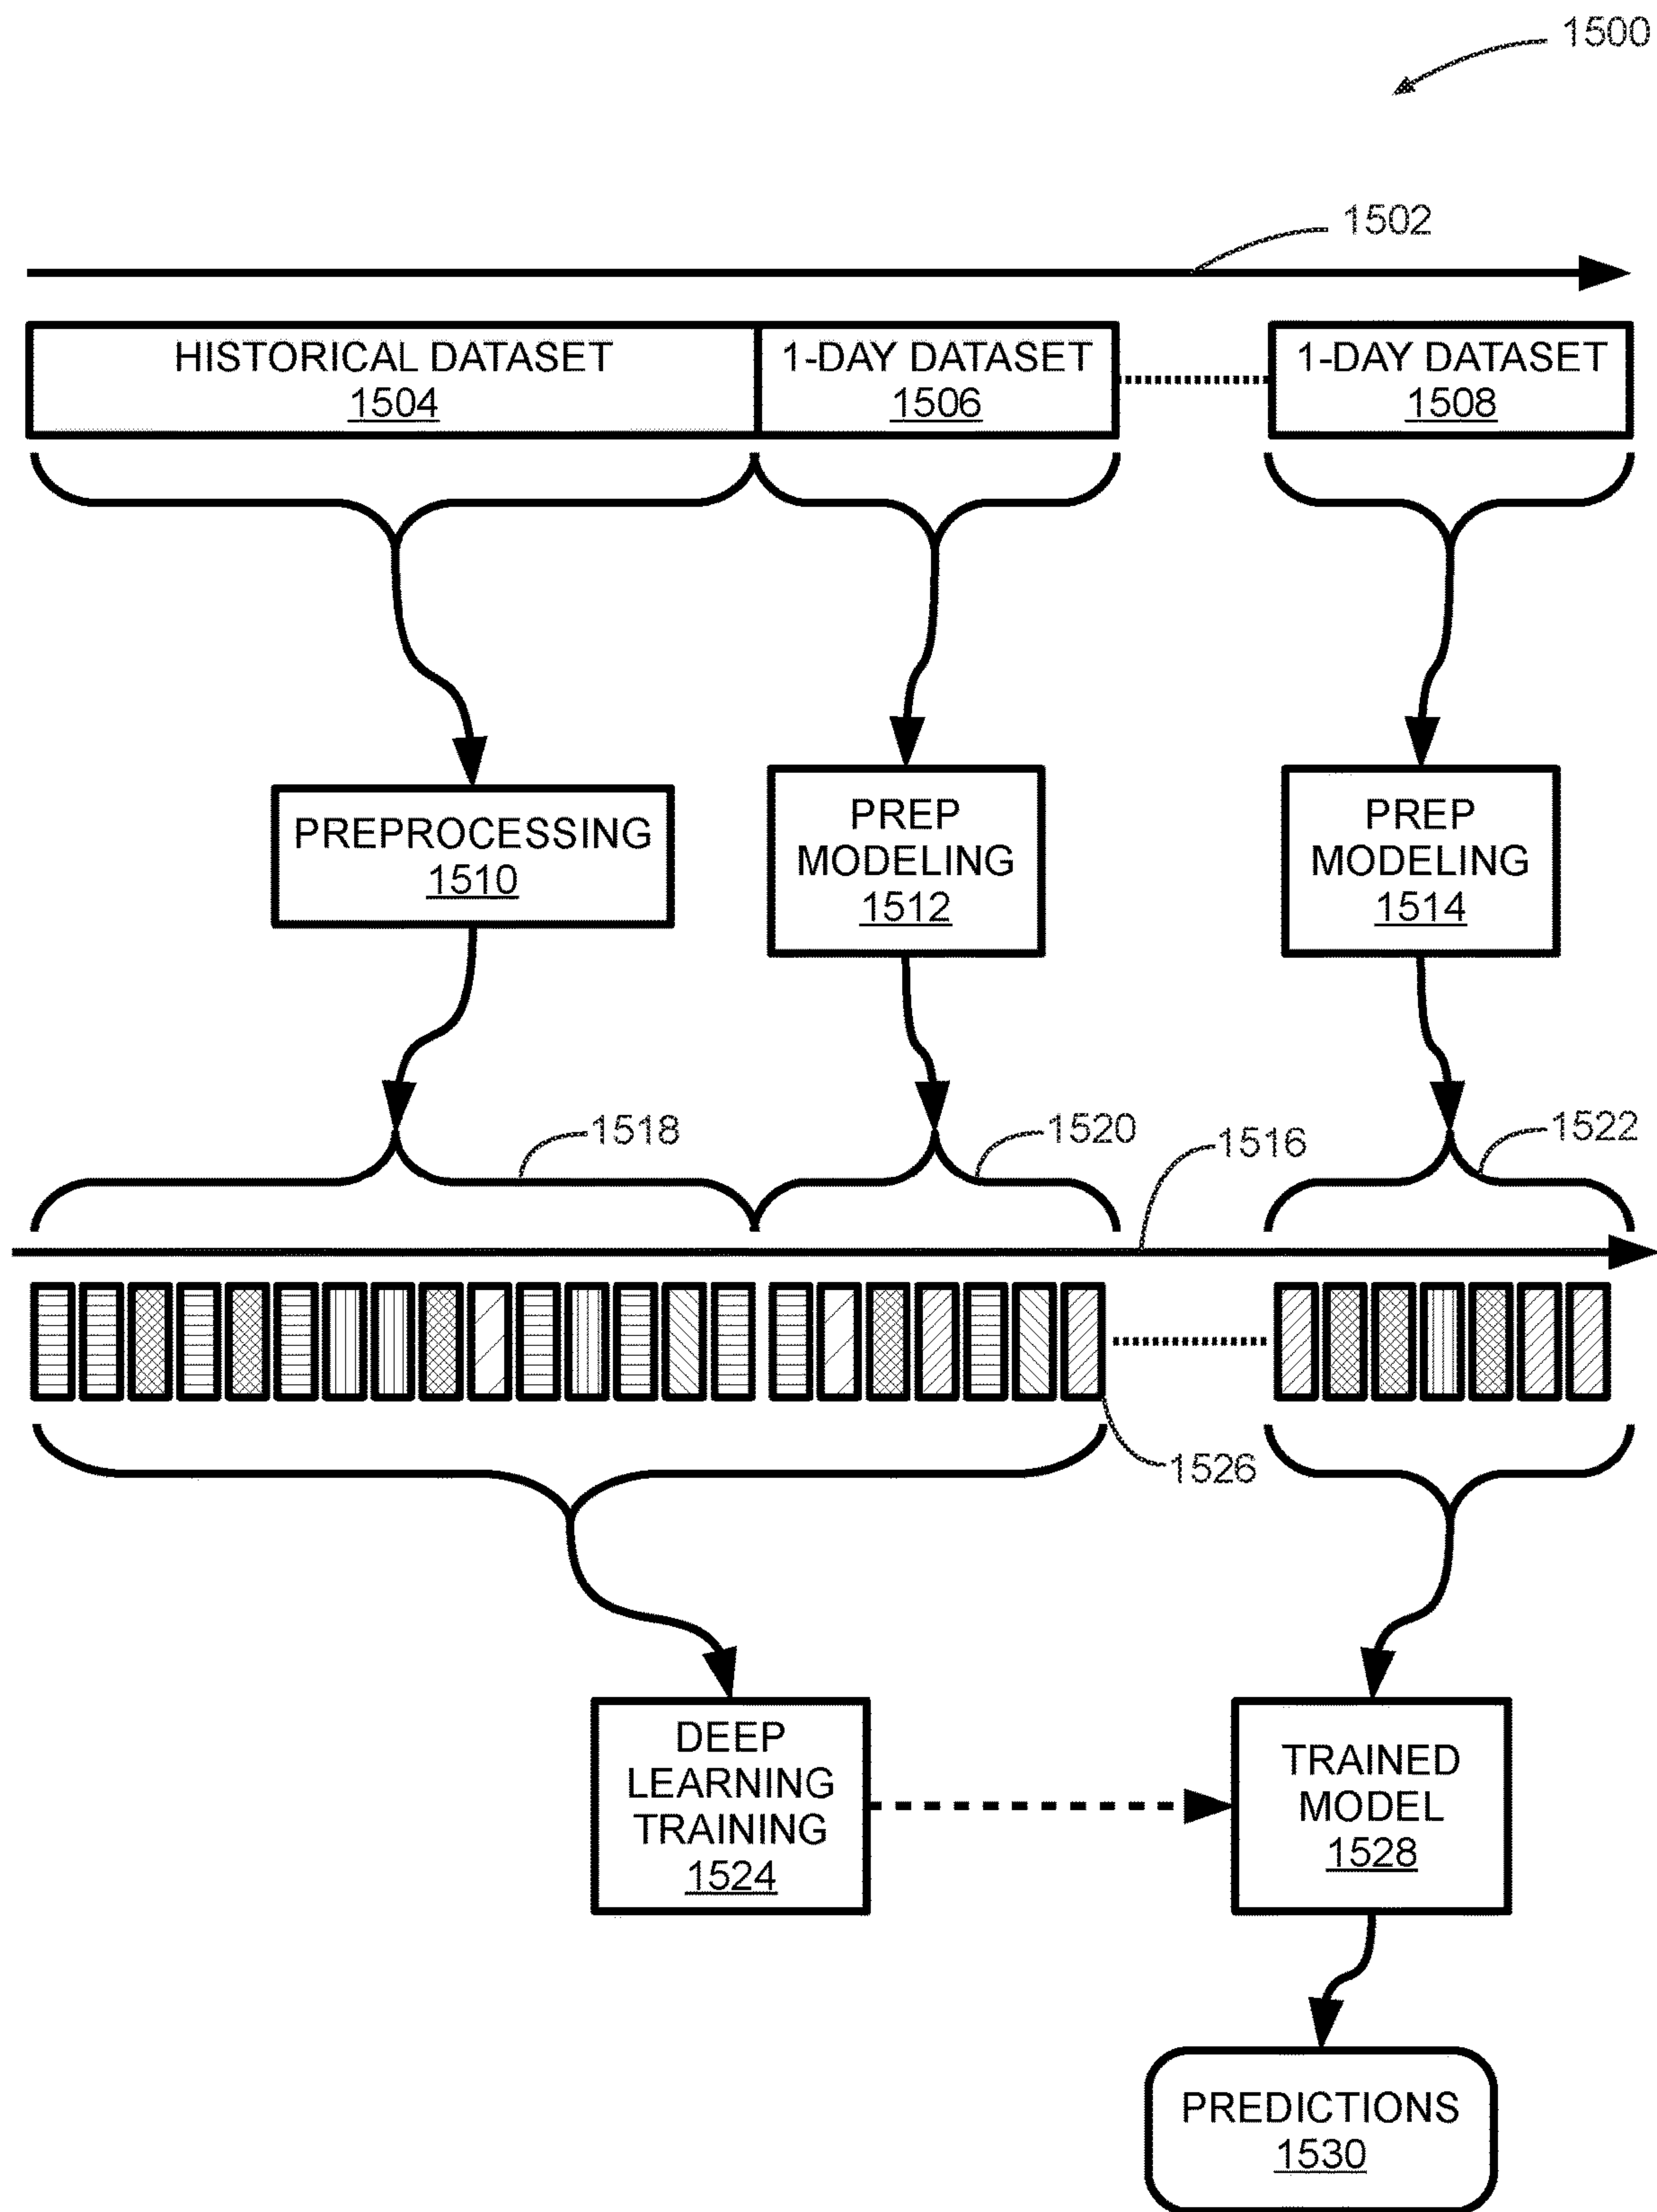 1500
1502
HISTORICAL DATASET
1504
1-DAY DATASET
1506
1-DAY DATASET
1508
PREPROCESSING
1510
PREP
MODELING
1512
PREP
MODELING
1514
1518
1520
1516
1522
1526
DEEP
LEARNING
TRAINING
1524
TRAINED
MODEL
1528
PREDICTIONS
1530